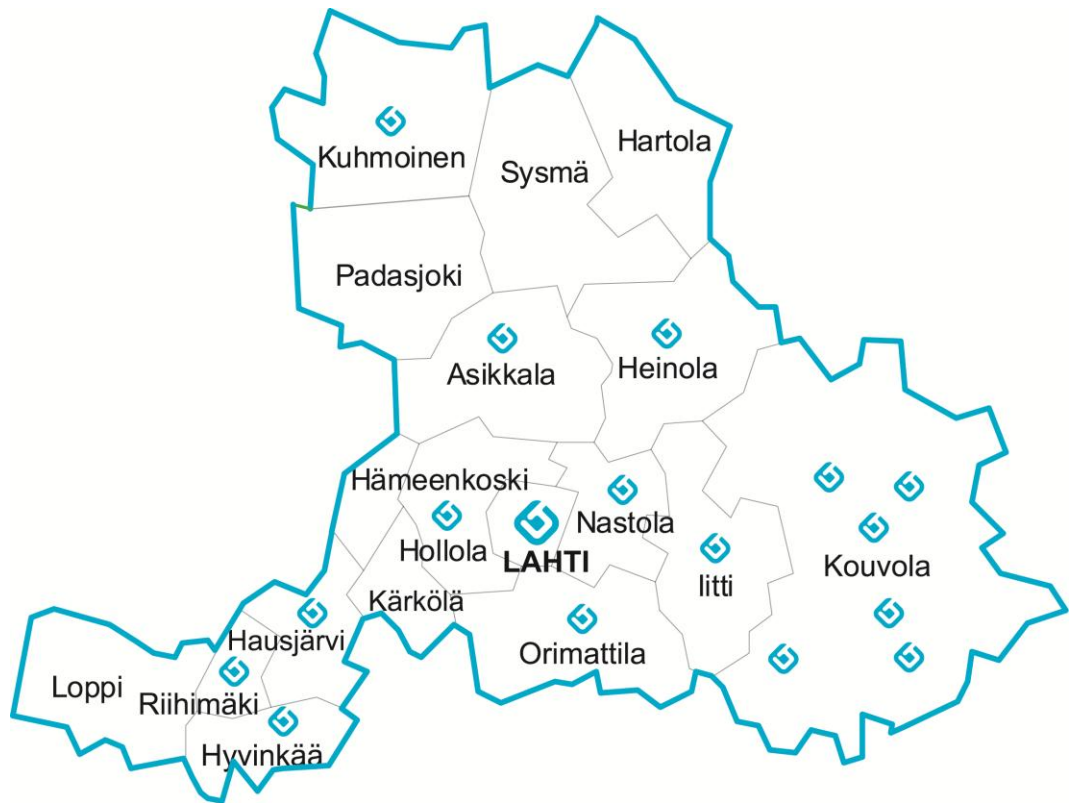 Hartola
Kuhmoinen
Sysmä
Padasjoki
Asikkala
Heinola
Hämeenkoski
Nastola
Hollola
LAHTI
Iitti
Kouvola
Kärkölä
Hausjärvi
Orimattila
Loppi
Riihimäki
Hyvinkää